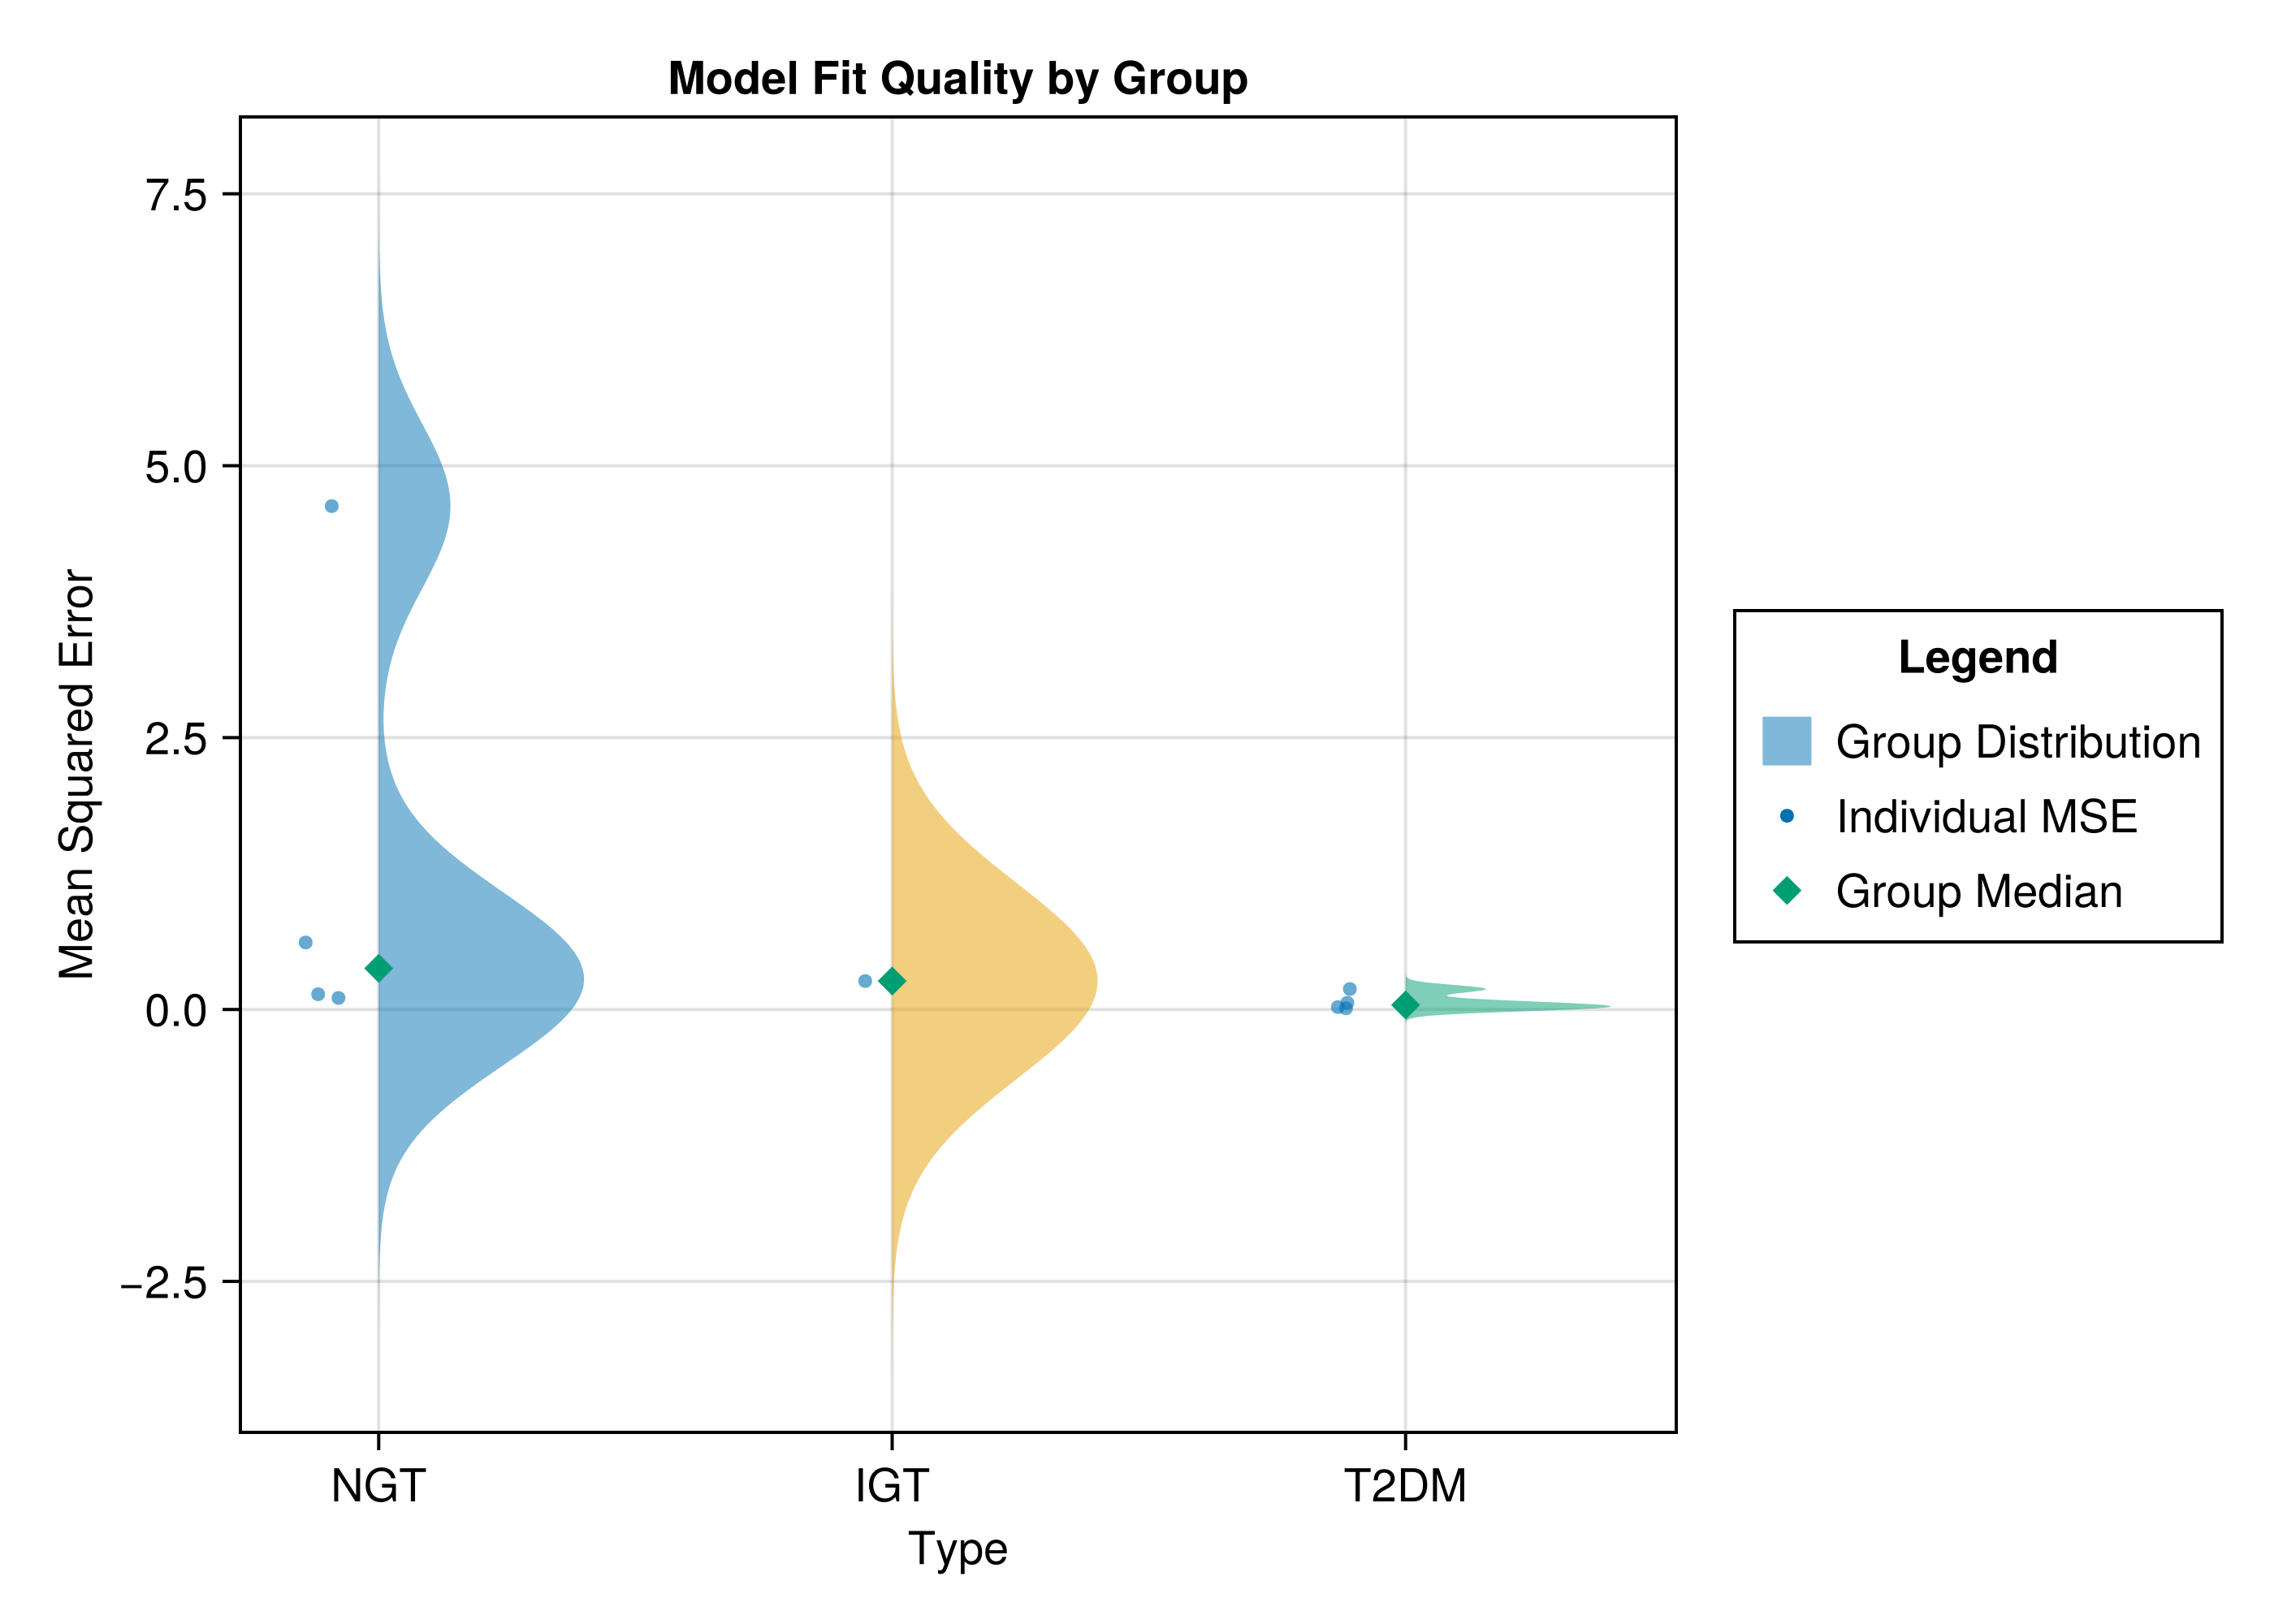 Model Fit Quality by Group
Mean Squared Error
7.5
5.0
2.5
0.0
−2.5
NGT
IGT
T2DM
Type
Legend
Group Distribution
Individual MSE
Group Median